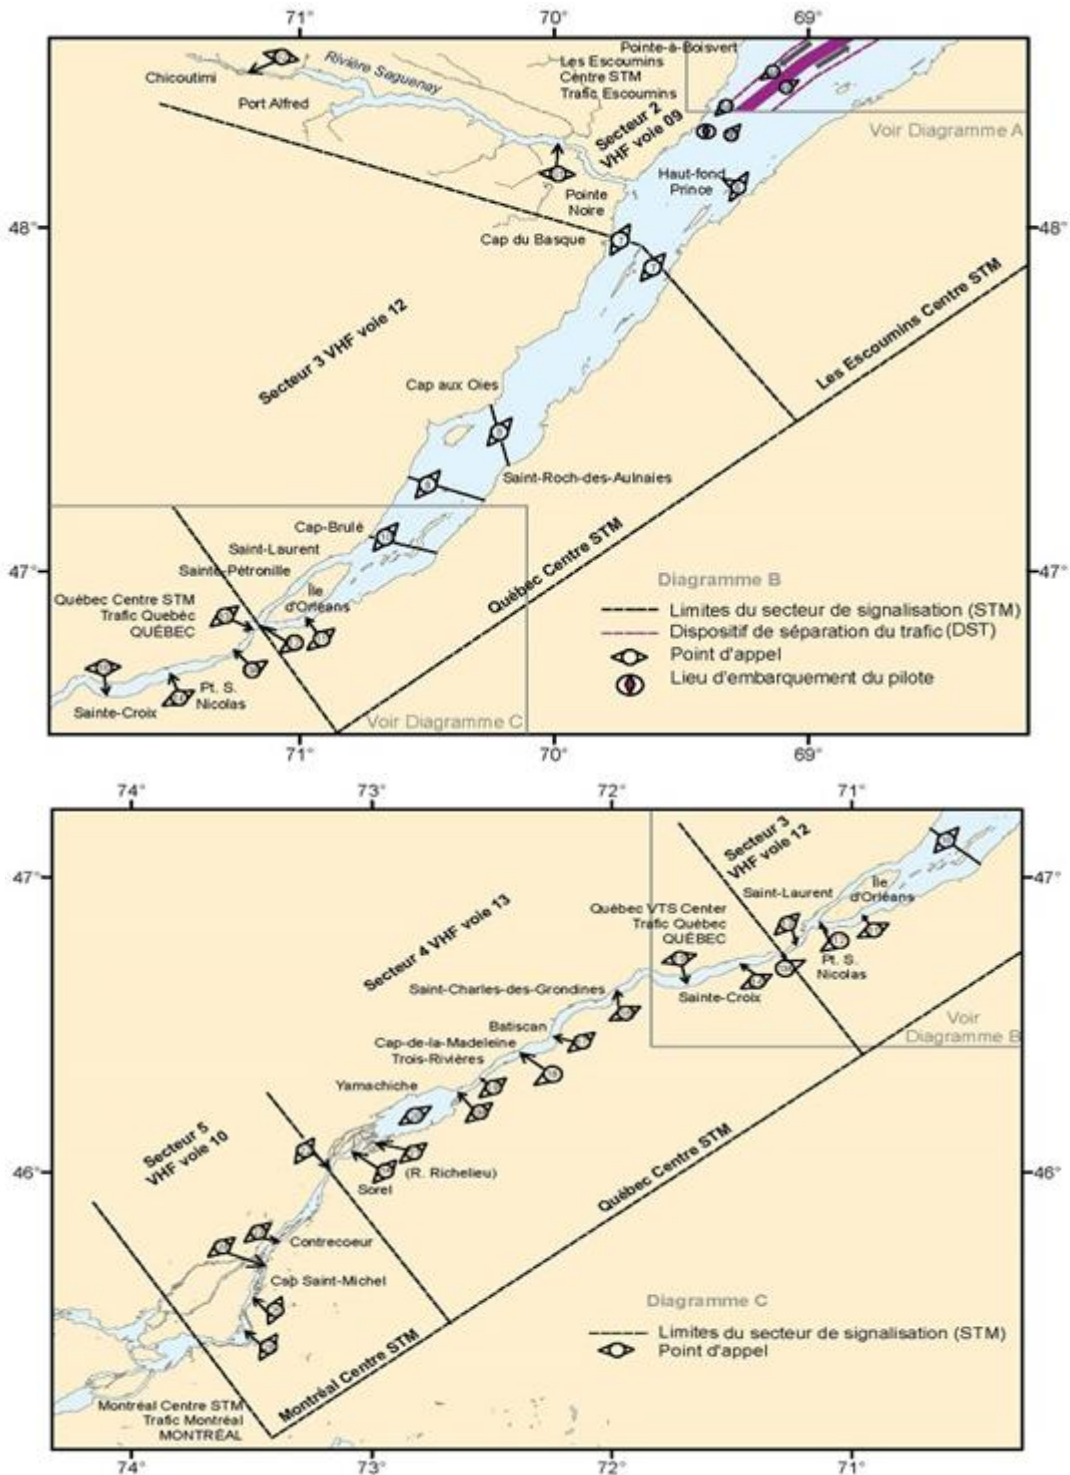 71°
70°
69°
Pointe-à-Boisvert
Les Escoumins
Centre STM
Trafic Escoumins
Chicoutimi
Rivière Saguenay
Port Alfred
Secteur 2
VHF voie 09
Voir Diagramme A
Haut-fond
Prince
Pointe
Noire
48°
48°
Cap du Basque
Secteur 3 VHF voie 12
Les Escoumins Centre STM
Cap aux Oies
Saint-Roch-des-Aulnaies
Cap-Brulé
Saint-Laurent
Sainte-Pétronille
Québec Centre STM
47°
47°
Île
d'Orléans
Québec Centre STM
Trafic Quebèc
QUÉBEC
Pt. S.
Nicolas
Sainte-Croix
Voir Diagramme C
Diagramme B
Limites du secteur de signalisation (STM)
Dispositif de séparation du trafic (DST)
Point d'appel
Lieu d'embarquement du pilote
71°
70°
69°
74°
73°
72°
71°
Secteur 3
VHF voie 12
47°
47°
Île
d'Orléans
Saint-Laurent
Québec VTS Center
Trafic Québec
QUÉBEC
Secteur 4 VHF voie 13
Pt. S.
Nicolas
Saint-Charles-des-Grondines
Sainte-Croix
Voir
Diagramme B
Batiscan
Cap-de-la-Madeleine
Trois-Rivières
Yamachiche
Secteur 5
VHF voie 10
46°
46°
(R. Richelieu)
Sorel
Québec Centre STM
Contrecoeur
Cap Saint-Michel
Diagramme C
Limites du secteur de signalisation (STM)
Point d'appel
Montréal Centre STM
Montréal Centre STM
Trafic Montréal
MONTRÉAL
74°
73°
72°
71°